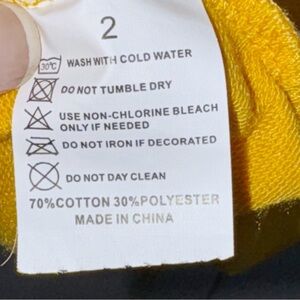 2
30°C WASH WITH COLD WATER
DO NOT TUMBLE DRY
USE NON-CHLORINE BLEACH
ONLY IF NEEDED
DO NOT IRON IF DECORATED
DO NOT DAY CLEAN
70%COTTON 30%POLYESTER
MADE IN CHINA